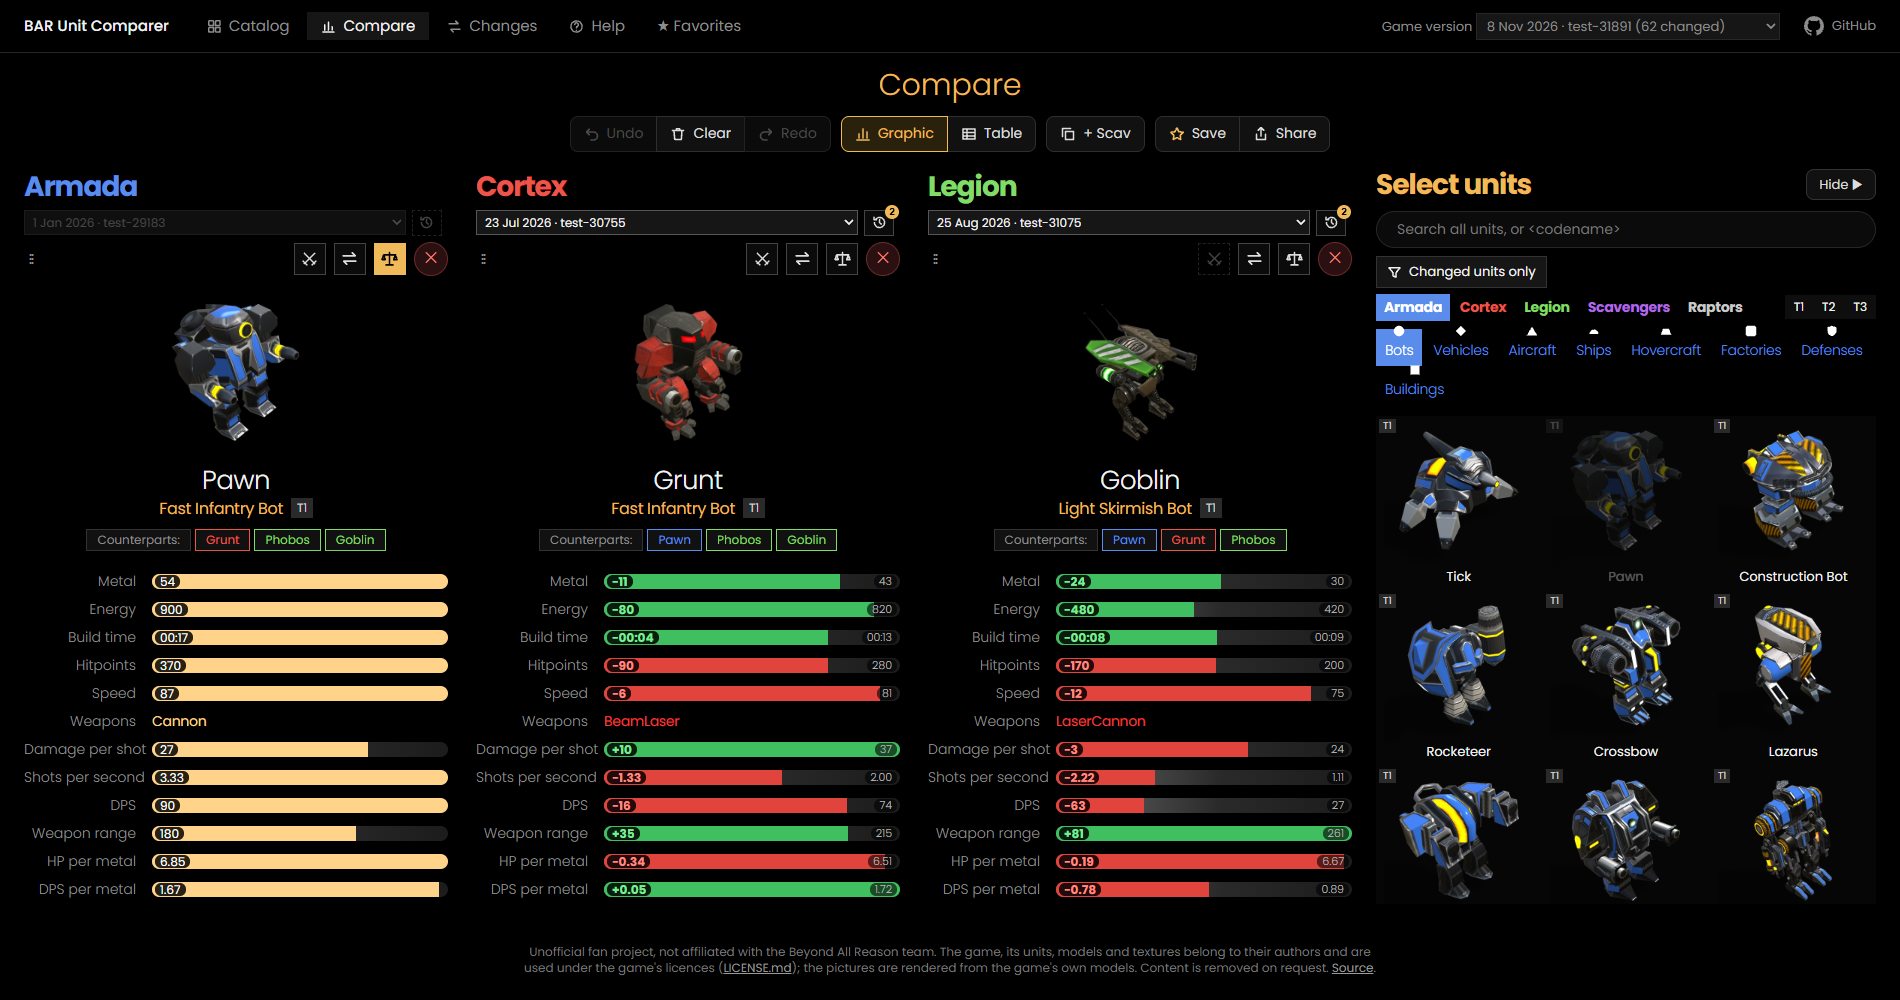 BAR Unit Comparer
Catalog
Compare
Changes
Help
★ Favorites
Game version
8 Nov 2026 · test-31891 (62 changed)
GitHub
Compare
Undo
Clear
Redo
Graphic
Table
+ Scav
Save
Share
Armada
1 Jan 2026 · test-29183
Pawn
Fast Infantry Bot T1
Counterparts: Grunt Phobos Goblin
Metal 54
Energy 900
Build time 00:17
Hitpoints 370
Speed 87
Weapons Cannon
Damage per shot 27
Shots per second 3.33
DPS 90
Weapon range 180
HP per metal 6.85
DPS per metal 1.67
Cortex
23 Jul 2026 · test-30755
2
Grunt
Fast Infantry Bot T1
Counterparts: Pawn Phobos Goblin
Metal -11 43
Energy -80 820
Build time -00:04 00:13
Hitpoints -90 280
Speed -6 81
Weapons BeamLaser
Damage per shot +10 37
Shots per second -1.33 2.00
DPS -16 74
Weapon range +35 215
HP per metal -0.34 6.51
DPS per metal +0.05 1.72
Legion
25 Aug 2026 · test-31075
2
Goblin
Light Skirmish Bot T1
Counterparts: Pawn Grunt Phobos
Metal -24 30
Energy -480 420
Build time -00:08 00:09
Hitpoints -170 200
Speed -12 75
Weapons LaserCannon
Damage per shot -3 24
Shots per second -2.22 1.11
DPS -63 27
Weapon range +81 261
HP per metal -0.19 6.67
DPS per metal -0.78 0.89
Select units
Hide ▶
Search all units, or <codename>
Changed units only
Armada Cortex Legion Scavengers Raptors
T1 T2 T3
Bots Vehicles Aircraft Ships Hovercraft Factories Defenses
Buildings
T1 T1 T1
Tick Pawn Construction Bot
T1 T1 T1
Rocketeer Crossbow Lazarus
T1 T1 T1
Unofficial fan project, not affiliated with the Beyond All Reason team. The game, its units, models and textures belong to their authors and are
used under the game's licences (LICENSE.md); the pictures are rendered from the game's own models. Content is removed on request. Source.